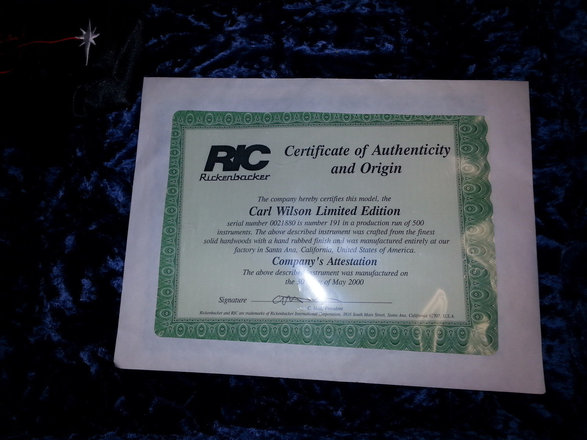 RIC
Rickenbacker
Certificate of Authenticity
and Origin
The company hereby certifies this model, the
Carl Wilson Limited Edition
serial number 0021880 is number 191 in a production run of 500
instruments. The above described instrument was crafted from the finest
solid hardwoods with a hand rubbed finish and was manufactured entirely at our
factory in Santa Ana, California, United States of America.
Company's Attestation
The above described instrument was manufactured on
the 30 of May 2000
Signature
President
Rickenbacker and RIC are trademarks of Rickenbacker International Corporation, 3895 South Main Street, Santa Ana, California 92707, U.S.A.